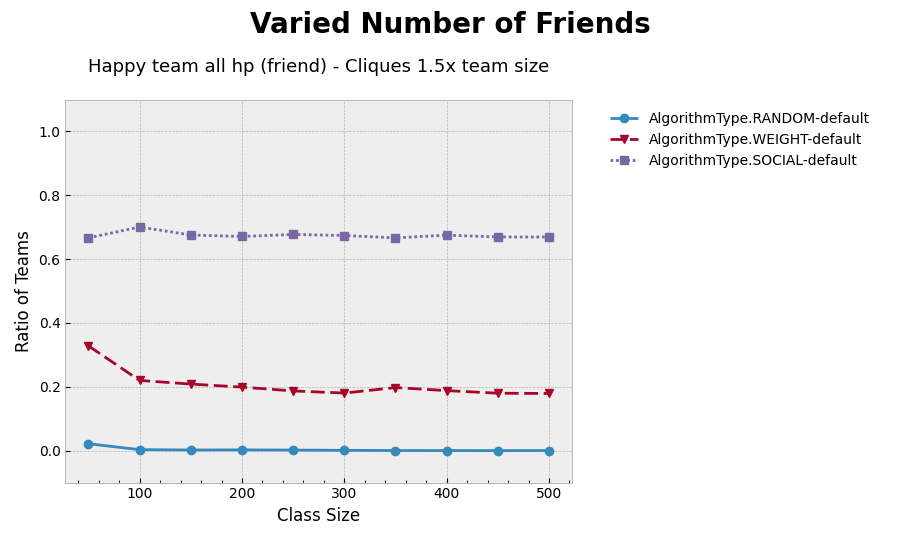 Varied Number of Friends
Happy team all hp (friend) - Cliques 1.5x team size
AlgorithmType.RANDOM-default
AlgorithmType.WEIGHT-default
AlgorithmType.SOCIAL-default
Ratio of Teams
1.0
0.8
0.6
0.4
0.2
0.0
100 200 300 400 500
Class Size